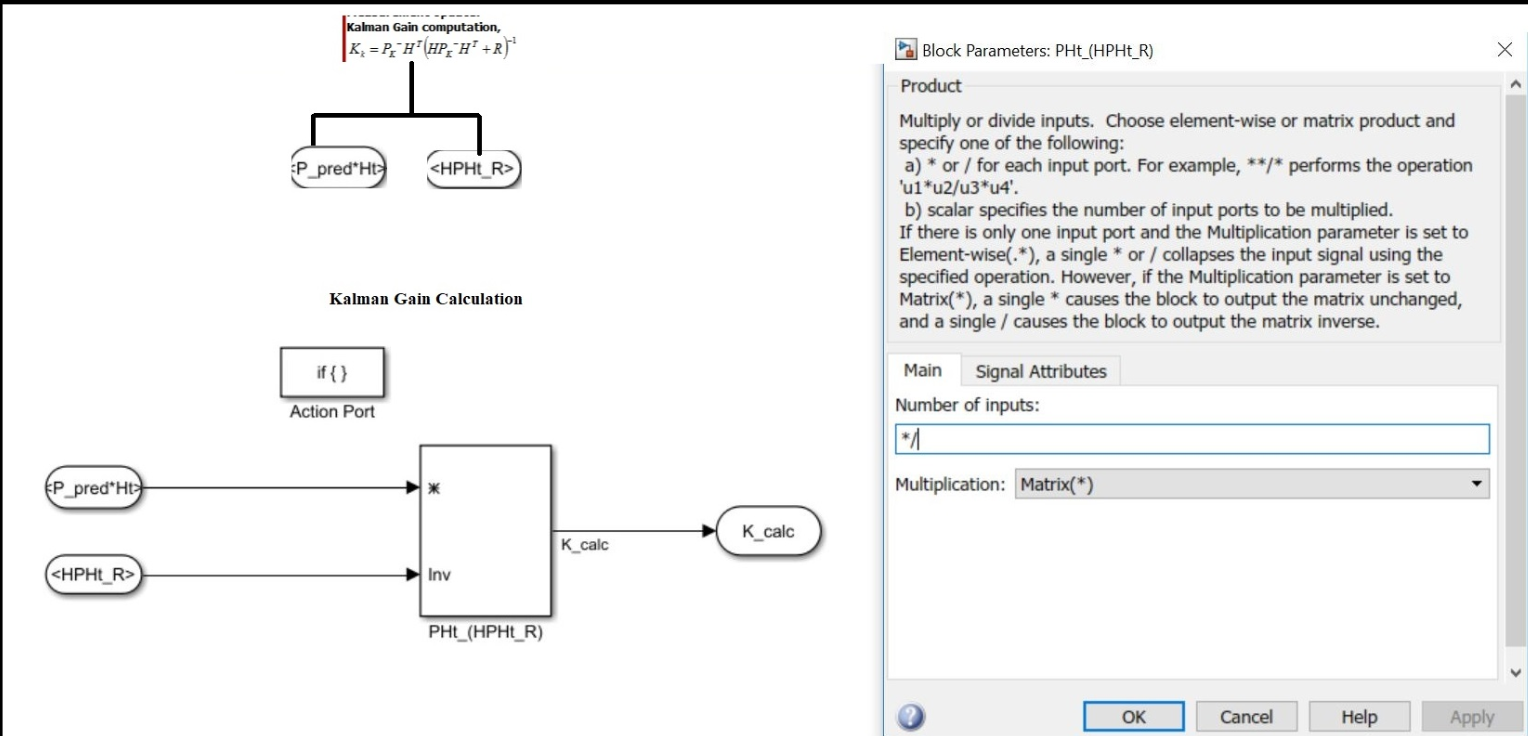 Kalman Gain computation,
K_k = P_K^- H^T (HP_K^- H^T + R)^-1
<P_pred*Ht>
<HPHt_R>
Kalman Gain Calculation
if { }
Action Port
<P_pred*Ht>
*
<HPHt_R>
Inv
K_calc
K_calc
PHt_(HPHt_R)
Block Parameters: PHt_(HPHt_R)
Product
Multiply or divide inputs. Choose element-wise or matrix product and
specify one of the following:
a) * or / for each input port. For example, **/* performs the operation
'u1*u2/u3*u4'.
b) scalar specifies the number of input ports to be multiplied.
If there is only one input port and the Multiplication parameter is set to
Element-wise(.*), a single * or / collapses the input signal using the
specified operation. However, if the Multiplication parameter is set to
Matrix(*), a single * causes the block to output the matrix unchanged,
and a single / causes the block to output the matrix inverse.
Main Signal Attributes
Number of inputs:
*/
Multiplication: Matrix(*)
? OK Cancel Help Apply